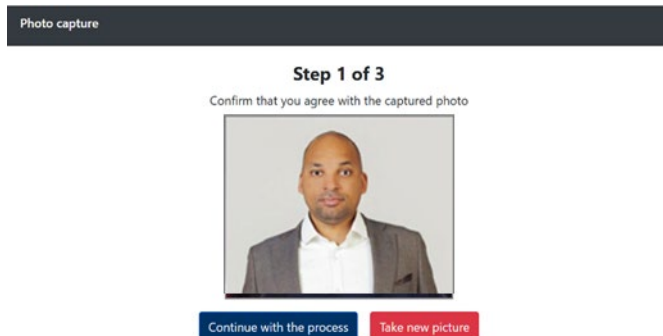 Photo capture
Step 1 of 3
Confirm that you agree with the captured photo
Continue with the process
Take new picture